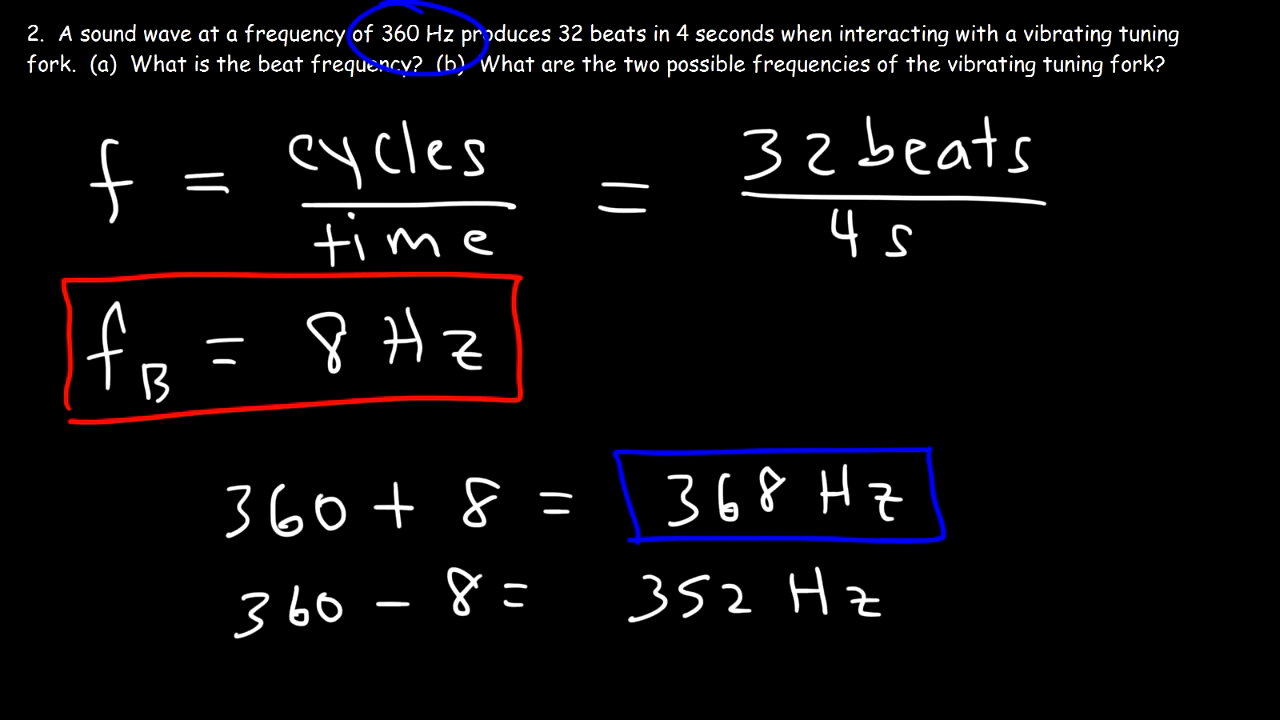 2. A sound wave at a frequency of 360 Hz produces 32 beats in 4 seconds when interacting with a vibrating tuning
fork. (a) What is the beat frequency? (b) What are the two possible frequencies of the vibrating tuning fork?
f = cycles / time = 32 beats / 4 s
f_B = 8 Hz
360 + 8 = 368 Hz
360 - 8 = 352 Hz